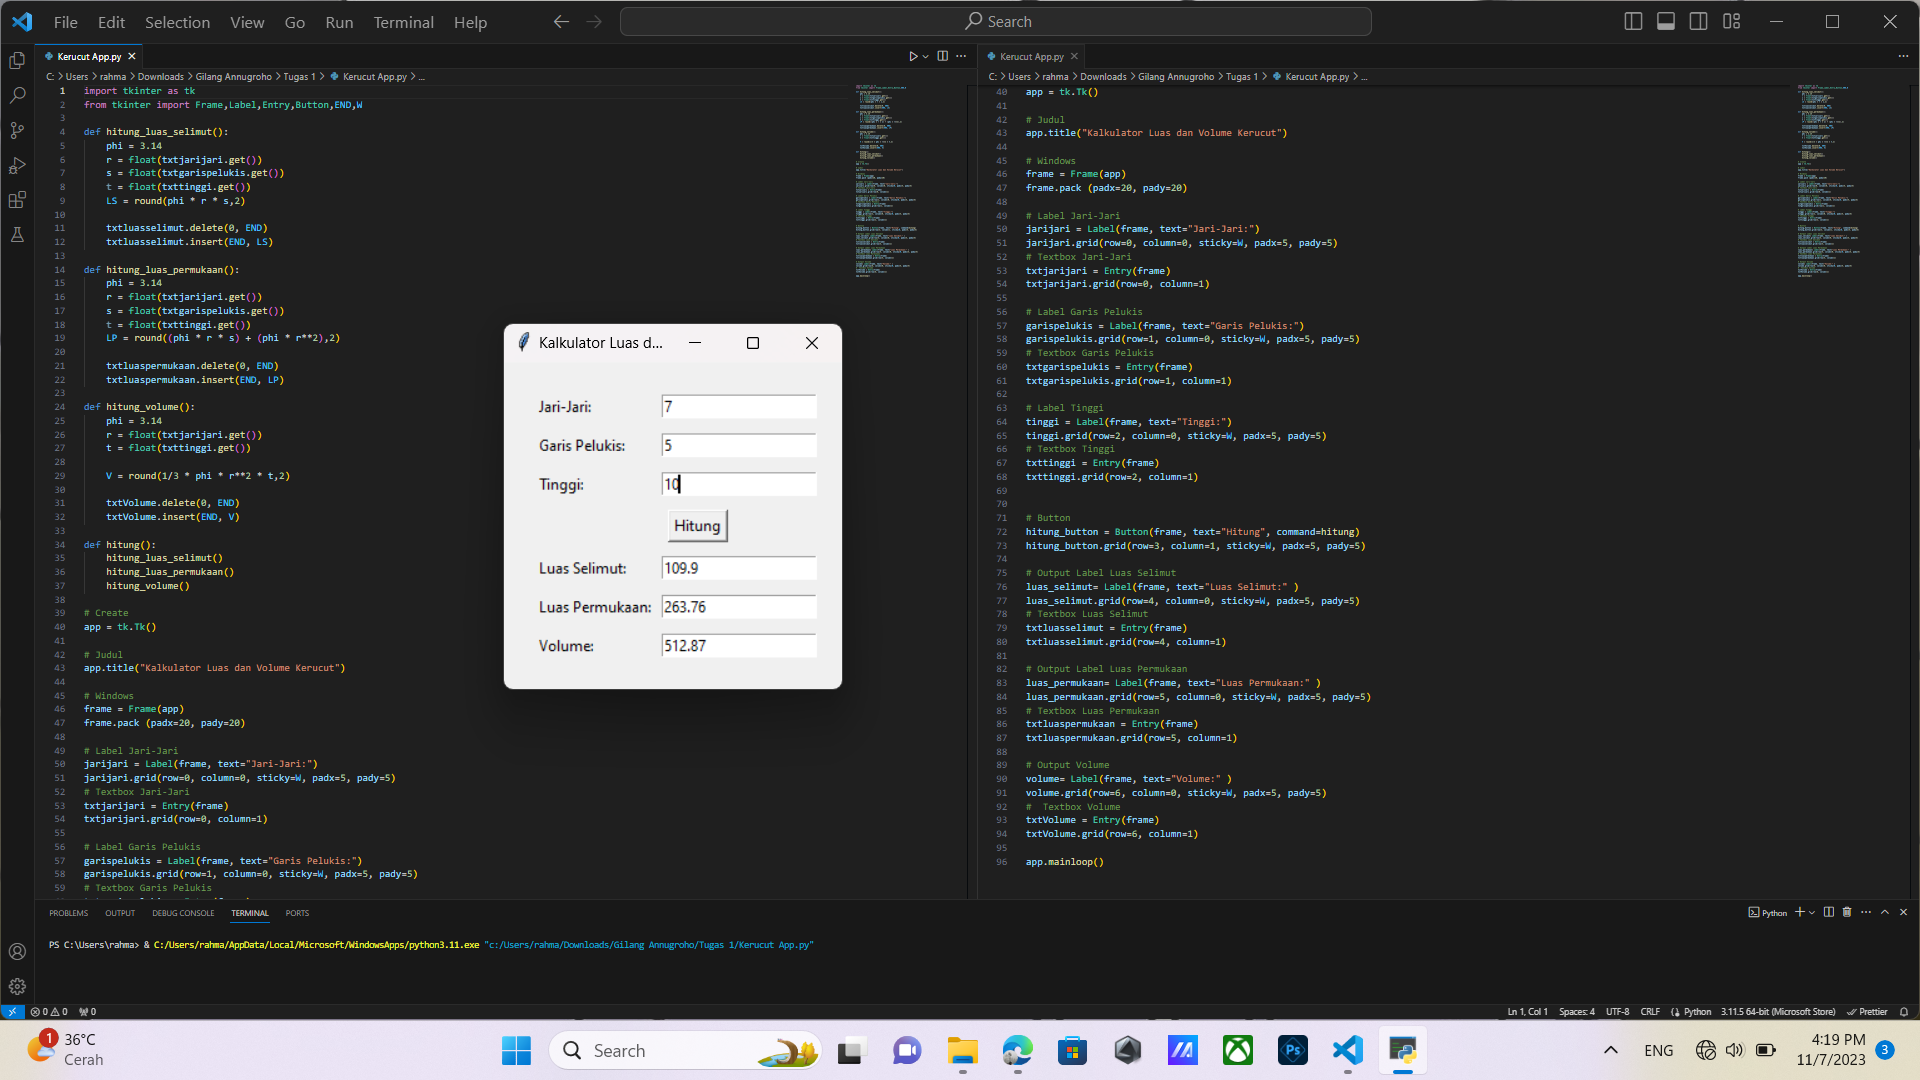 File Edit Selection View Go Run Terminal Help
Search
Kerucut App.py
C: > Users > rahma > Downloads > Gilang Annugroho > Tugas 1 > Kerucut App.py > ...
1 import tkinter as tk
2 from tkinter import Frame,Label,Entry,Button,END,W
3
4 def hitung_luas_selimut():
5 phi = 3.14
6 r = float(txtjarijari.get())
7 s = float(txtgarispelukis.get())
8 t = float(txttinggi.get())
9 LS = round(phi * r * s,2)
10
11 txtluasselimut.delete(0, END)
12 txtluasselimut.insert(END, LS)
13
14 def hitung_luas_permukaan():
15 phi = 3.14
16 r = float(txtjarijari.get())
17 s = float(txtgarispelukis.get())
18 t = float(txttinggi.get())
19 LP = round((phi * r * s) + (phi * r**2),2)
20
21 txtluaspermukaan.delete(0, END)
22 txtluaspermukaan.insert(END, LP)
23
24 def hitung_volume():
25 phi = 3.14
26 r = float(txtjarijari.get())
27 t = float(txttinggi.get())
28
29 V = round(1/3 * phi * r**2 * t,2)
30
31 txtVolume.delete(0, END)
32 txtVolume.insert(END, V)
33
34 def hitung():
35 hitung_luas_selimut()
36 hitung_luas_permukaan()
37 hitung_volume()
38
39 # Create
40 app = tk.Tk()
41
42 # Judul
43 app.title("Kalkulator Luas dan Volume Kerucut")
44
45 # Windows
46 frame = Frame(app)
47 frame.pack (padx=20, pady=20)
48
49 # Label Jari-Jari
50 jarijari = Label(frame, text="Jari-Jari:")
51 jarijari.grid(row=0, column=0, sticky=W, padx=5, pady=5)
52 # Textbox Jari-Jari
53 txtjarijari = Entry(frame)
54 txtjarijari.grid(row=0, column=1)
55
56 # Label Garis Pelukis
57 garispelukis = Label(frame, text="Garis Pelukis:")
58 garispelukis.grid(row=1, column=0, sticky=W, padx=5, pady=5)
59 # Textbox Garis Pelukis
Kalkulator Luas d...
Jari-Jari: 7
Garis Pelukis: 5
Tinggi: 10
Hitung
Luas Selimut: 109.9
Luas Permukaan: 263.76
Volume: 512.87
Kerucut App.py
C: > Users > rahma > Downloads > Gilang Annugroho > Tugas 1 > Kerucut App.py > ...
40 app = tk.Tk()
41
42 # Judul
43 app.title("Kalkulator Luas dan Volume Kerucut")
44
45 # Windows
46 frame = Frame(app)
47 frame.pack (padx=20, pady=20)
48
49 # Label Jari-Jari
50 jarijari = Label(frame, text="Jari-Jari:")
51 jarijari.grid(row=0, column=0, sticky=W, padx=5, pady=5)
52 # Textbox Jari-Jari
53 txtjarijari = Entry(frame)
54 txtjarijari.grid(row=0, column=1)
55
56 # Label Garis Pelukis
57 garispelukis = Label(frame, text="Garis Pelukis:")
58 garispelukis.grid(row=1, column=0, sticky=W, padx=5, pady=5)
59 # Textbox Garis Pelukis
60 txtgarispelukis = Entry(frame)
61 txtgarispelukis.grid(row=1, column=1)
62
63 # Label Tinggi
64 tinggi = Label(frame, text="Tinggi:")
65 tinggi.grid(row=2, column=0, sticky=W, padx=5, pady=5)
66 # Textbox Tinggi
67 txttinggi = Entry(frame)
68 txttinggi.grid(row=2, column=1)
69
70
71 # Button
72 hitung_button = Button(frame, text="Hitung", command=hitung)
73 hitung_button.grid(row=3, column=1, sticky=W, padx=5, pady=5)
74
75 # Output Label Luas Selimut
76 luas_selimut= Label(frame, text="Luas Selimut:" )
77 luas_selimut.grid(row=4, column=0, sticky=W, padx=5, pady=5)
78 # Textbox Luas Selimut
79 txtluasselimut = Entry(frame)
80 txtluasselimut.grid(row=4, column=1)
81
82 # Output Label Luas Permukaan
83 luas_permukaan= Label(frame, text="Luas Permukaan:" )
84 luas_permukaan.grid(row=5, column=0, sticky=W, padx=5, pady=5)
85 # Textbox Luas Permukaan
86 txtluaspermukaan = Entry(frame)
87 txtluaspermukaan.grid(row=5, column=1)
88
89 # Output Volume
90 volume= Label(frame, text="Volume:" )
91 volume.grid(row=6, column=0, sticky=W, padx=5, pady=5)
92 #  Textbox Volume
93 txtVolume = Entry(frame)
94 txtVolume.grid(row=6, column=1)
95
96 app.mainloop()
PROBLEMS OUTPUT DEBUG CONSOLE TERMINAL PORTS
Python
PS C:\Users\rahma> & C:/Users/rahma/AppData/Local/Microsoft/WindowsApps/python3.11.exe "c:/Users/rahma/Downloads/Gilang Annugroho/Tugas 1/Kerucut App.py"
0 0 0
Ln 1, Col 1 Spaces: 4 UTF-8 CRLF Python 3.11.5 64-bit (Microsoft Store) Prettier
1 36°C
Cerah
Search
Ps
ENG
4:19 PM
11/7/2023
3